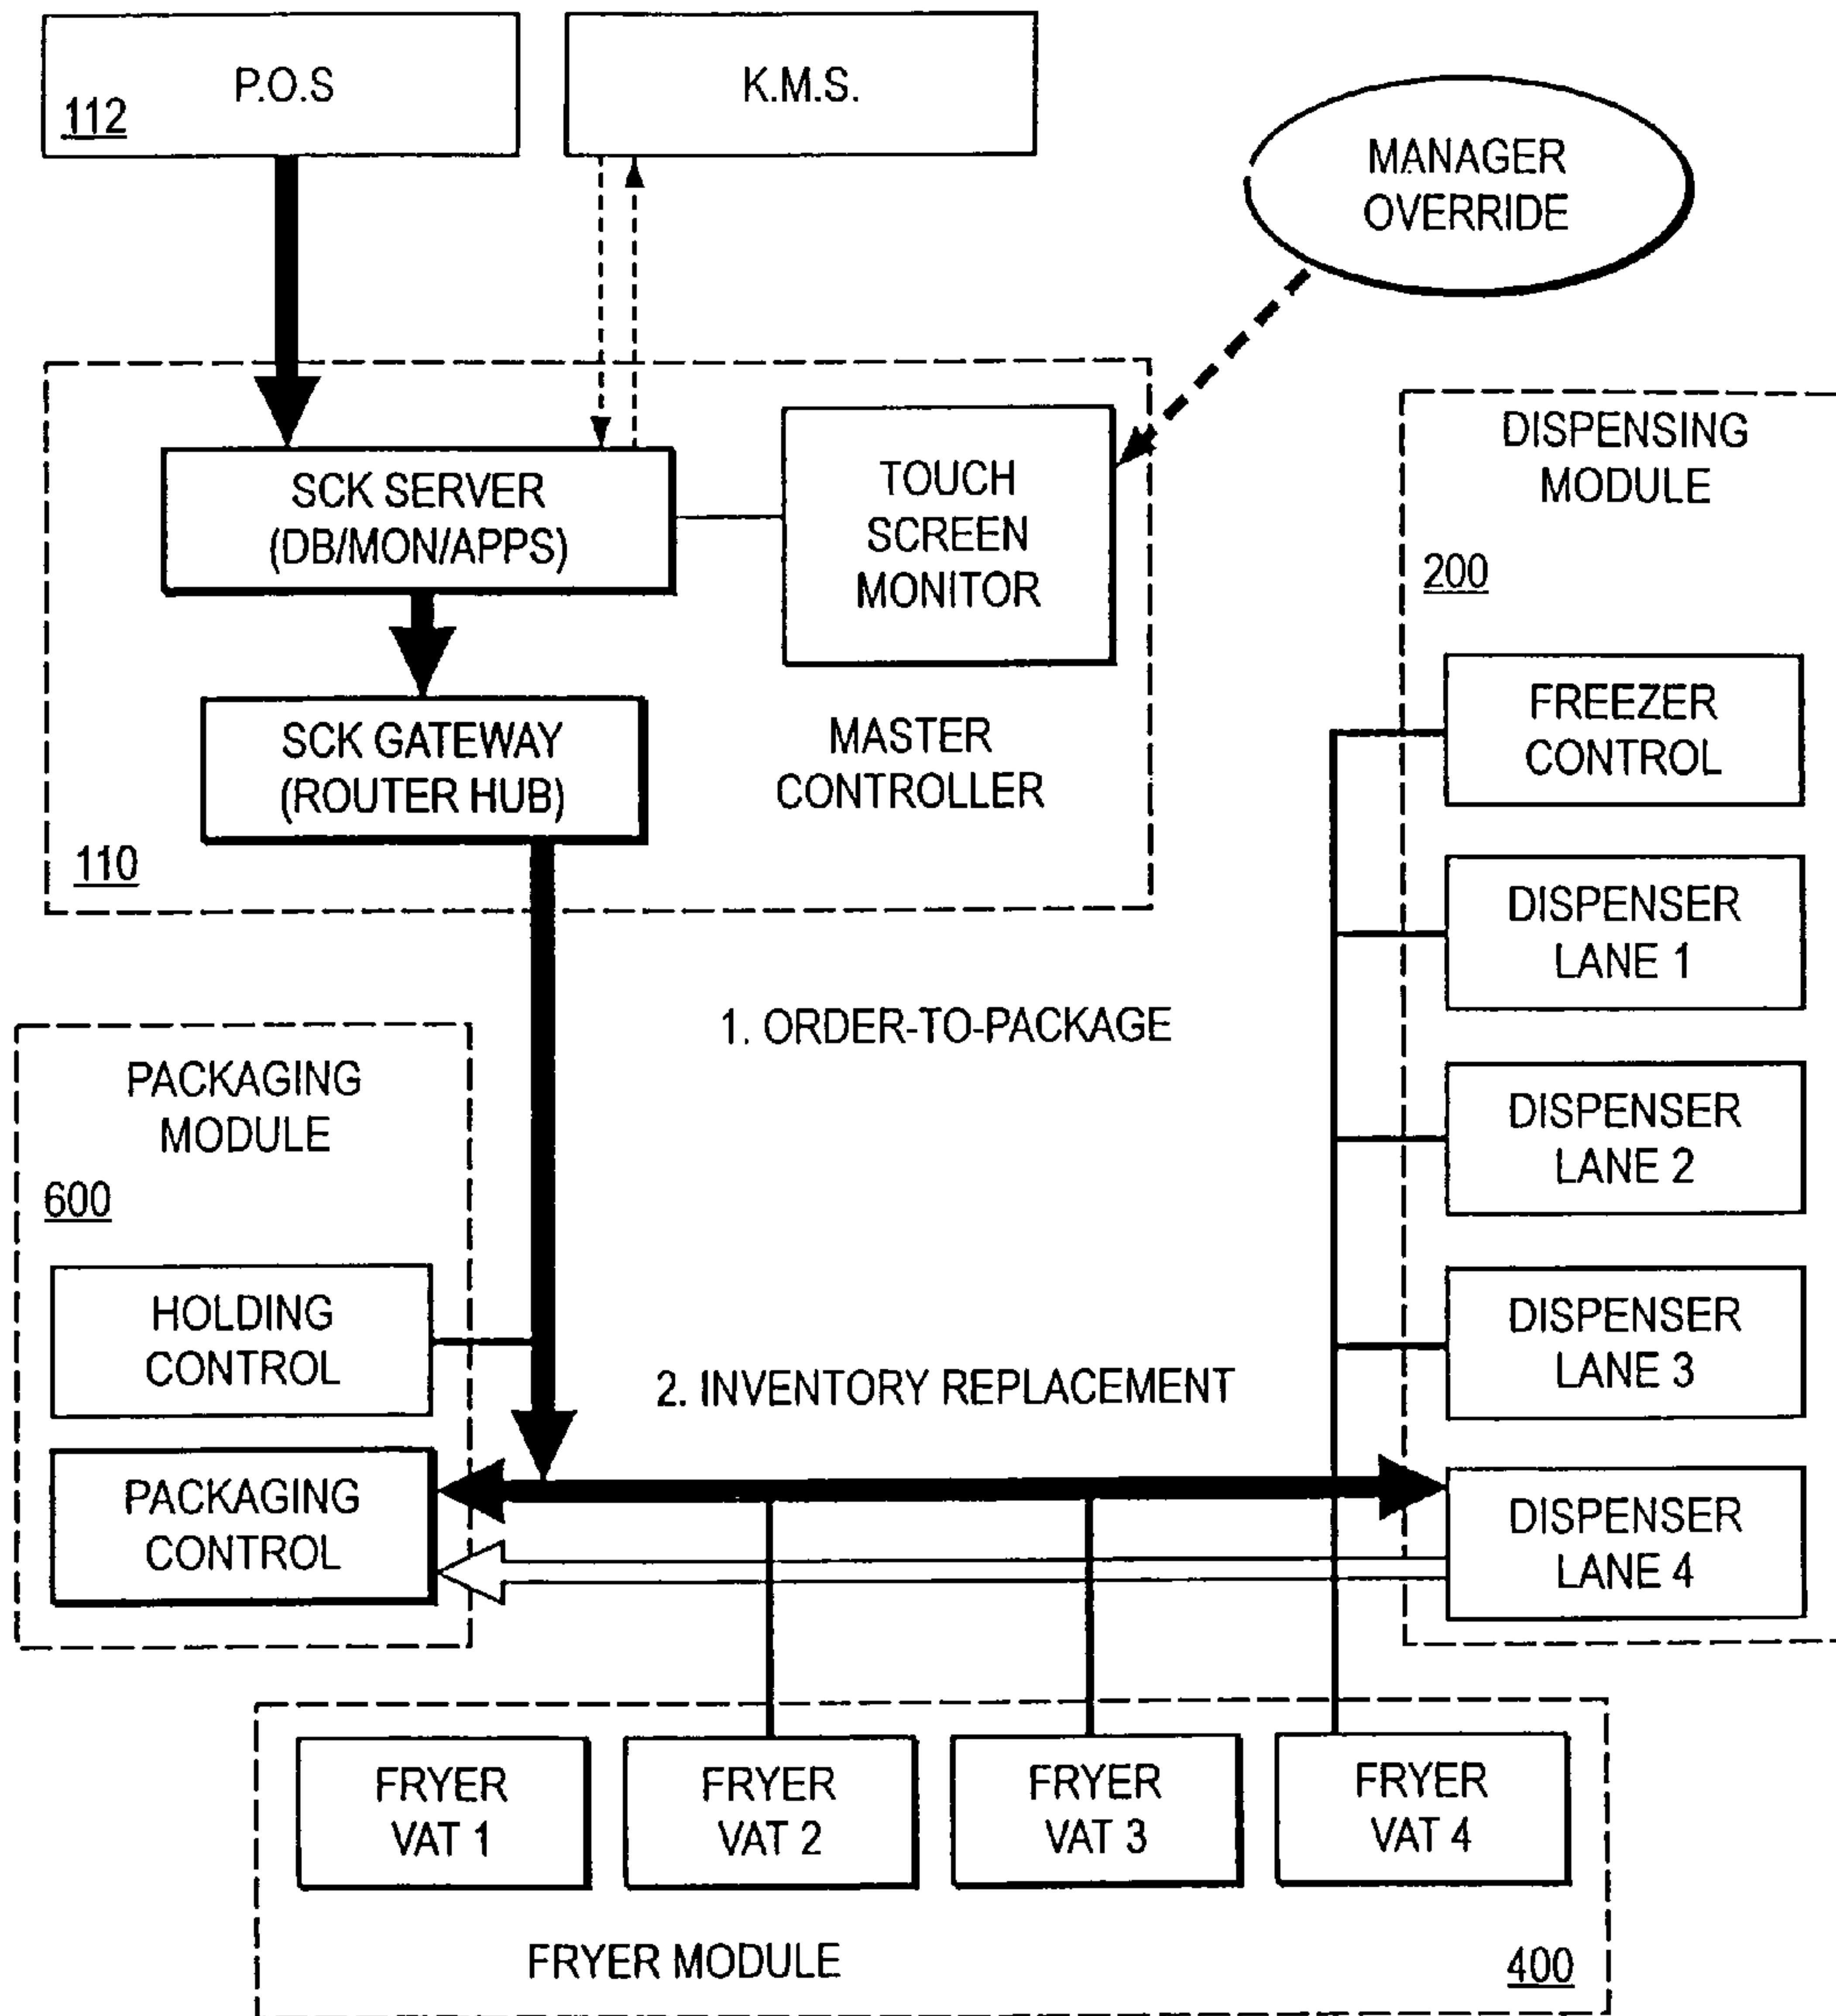 P.O.S
112
K.M.S.
MANAGER
OVERRIDE
SCK SERVER
(DB/MON/APPS)
TOUCH
SCREEN
MONITOR
SCK GATEWAY
(ROUTER HUB)
MASTER
CONTROLLER
110
DISPENSING
MODULE
200
FREEZER
CONTROL
DISPENSER
LANE 1
DISPENSER
LANE 2
DISPENSER
LANE 3
DISPENSER
LANE 4
1. ORDER-TO-PACKAGE
2. INVENTORY REPLACEMENT
PACKAGING
MODULE
600
HOLDING
CONTROL
PACKAGING
CONTROL
FRYER
VAT 1
FRYER
VAT 2
FRYER
VAT 3
FRYER
VAT 4
FRYER MODULE
400